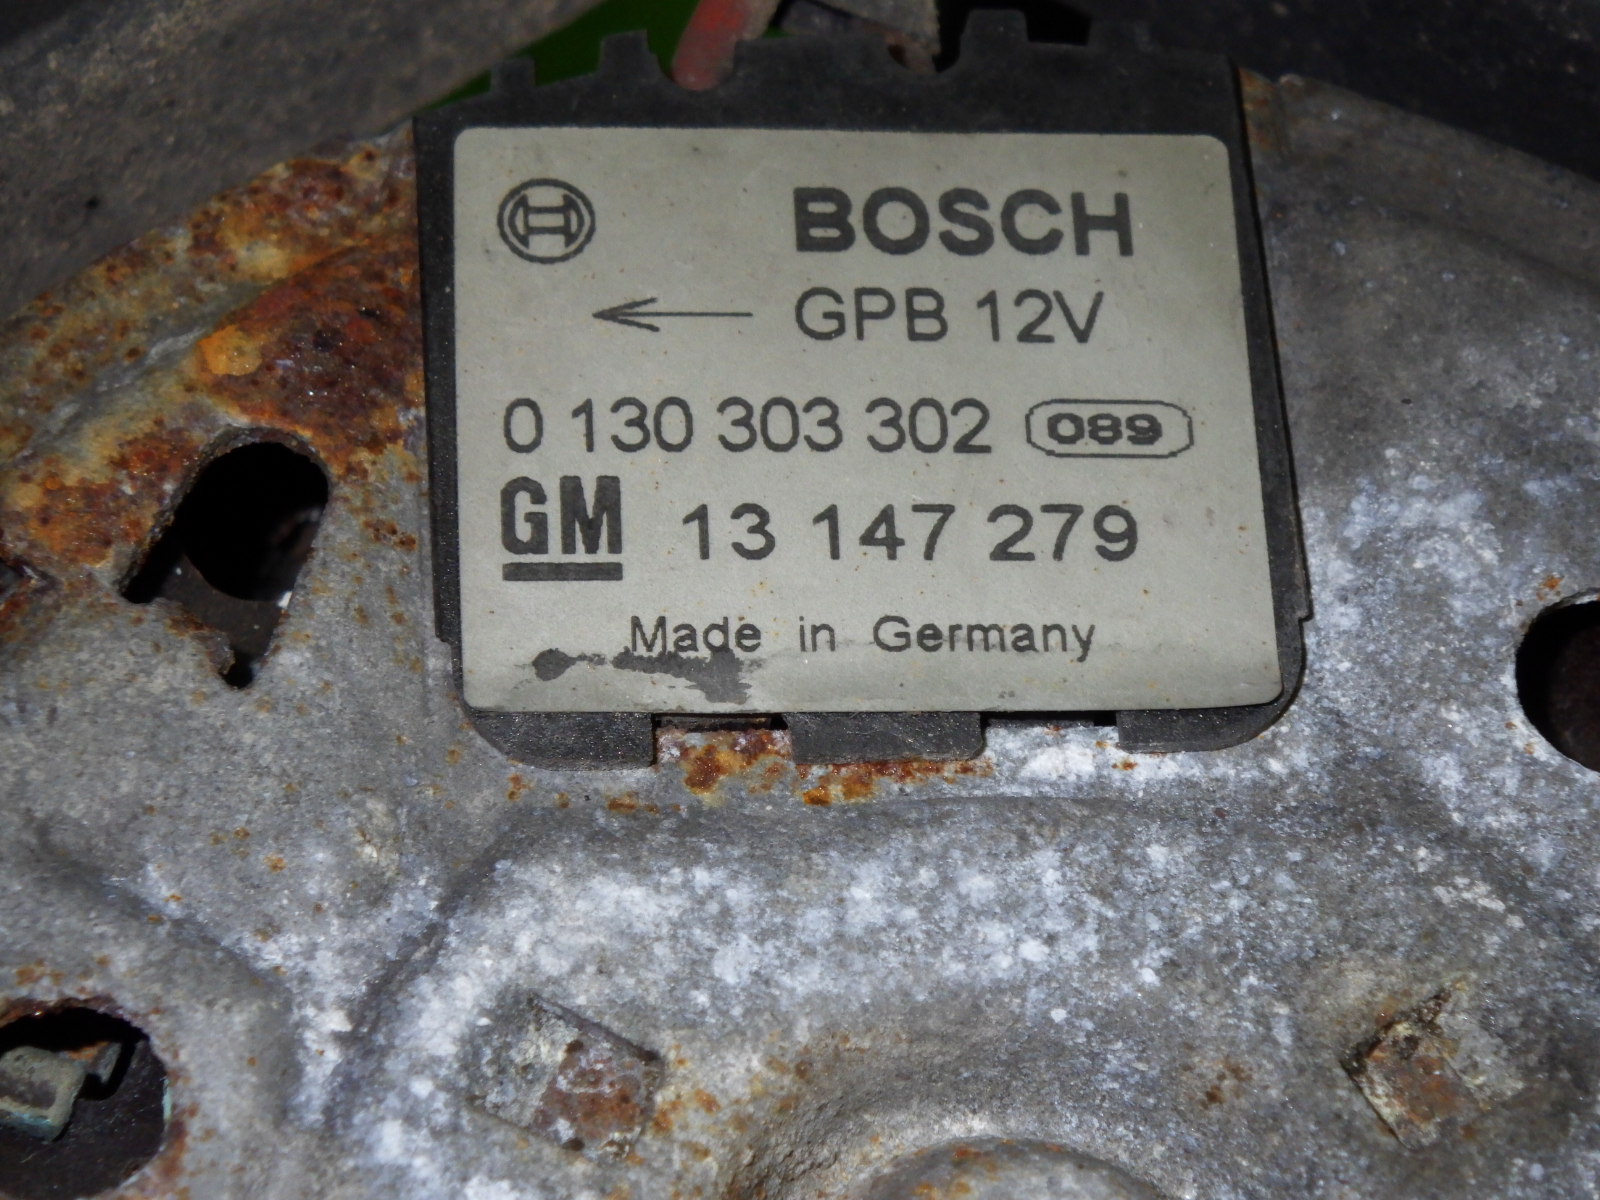 BOSCH
GPB 12V
0 130 303 302 089
GM 13 147 279
Made in Germany